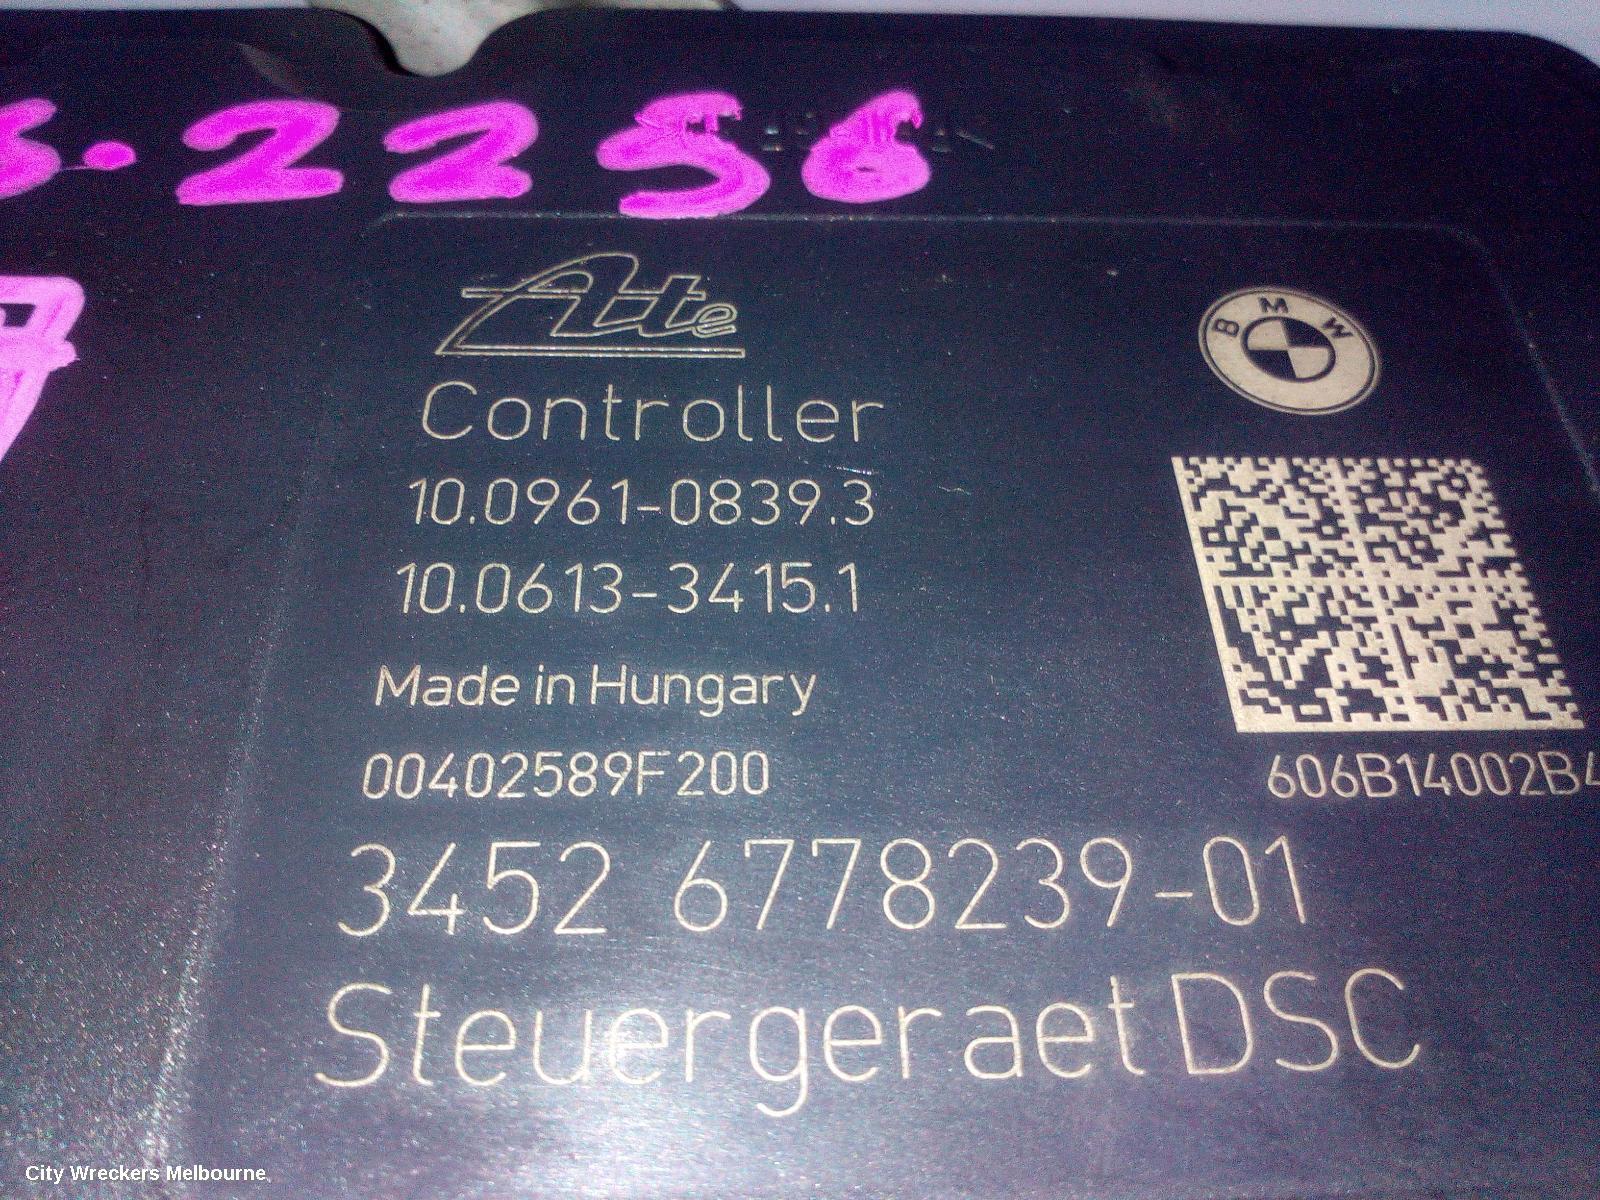 .2256
Ate
BMW
Controller
10.0961-0839.3
10.0613-3415.1
Made in Hungary
00402589F200
606B14002B4
3452 6778239-01
Steuergeraet DSC
City Wreckers Melbourne